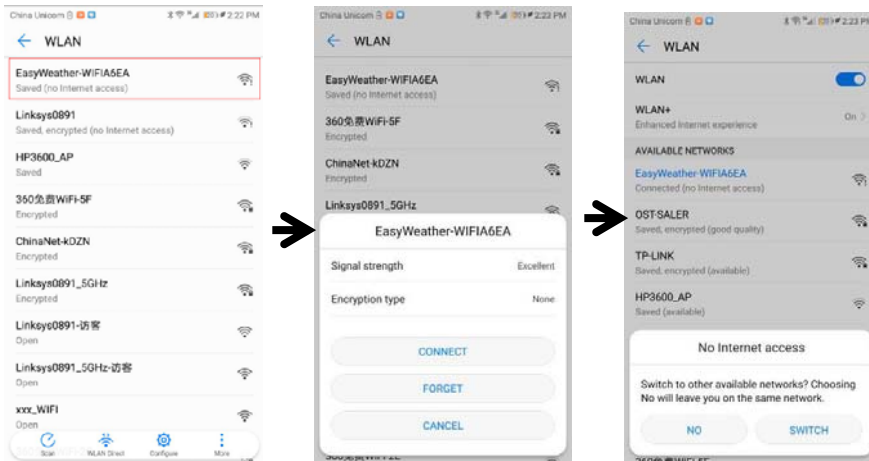 China Unicom 2:22 PM
WLAN
EasyWeather-WIFIA6EA
Saved (no Internet access)
Linksys0891
Saved, encrypted (no Internet access)
HP3600_AP
Saved
360免费WiFi-5F
Encrypted
ChinaNet-kDZN
Encrypted
Linksys0891_5GHz
Encrypted
Linksys0891-访客
Open
Linksys0891_5GHz-访客
Open
xxx_WIFI
Open
Scan WLAN Direct Configure More
China Unicom 2:23 PM
WLAN
EasyWeather-WIFIA6EA
Saved (no Internet access)
360免费WiFi-5F
Encrypted
ChinaNet-kDZN
Encrypted
Linksys0891_5GHz
EasyWeather-WIFIA6EA
Signal strength Excellent
Encryption type None
CONNECT
FORGET
CANCEL
China Unicom 2:23 PM
WLAN
WLAN
WLAN+
Enhanced Internet experience
On
AVAILABLE NETWORKS
EasyWeather-WIFIA6EA
Connected (no Internet access)
OST-SALER
Saved, encrypted (good quality)
TP-LINK
Saved, encrypted (available)
HP3600_AP
Saved (available)
No Internet access
Switch to other available networks? Choosing
No will leave you on the same network.
NO SWITCH